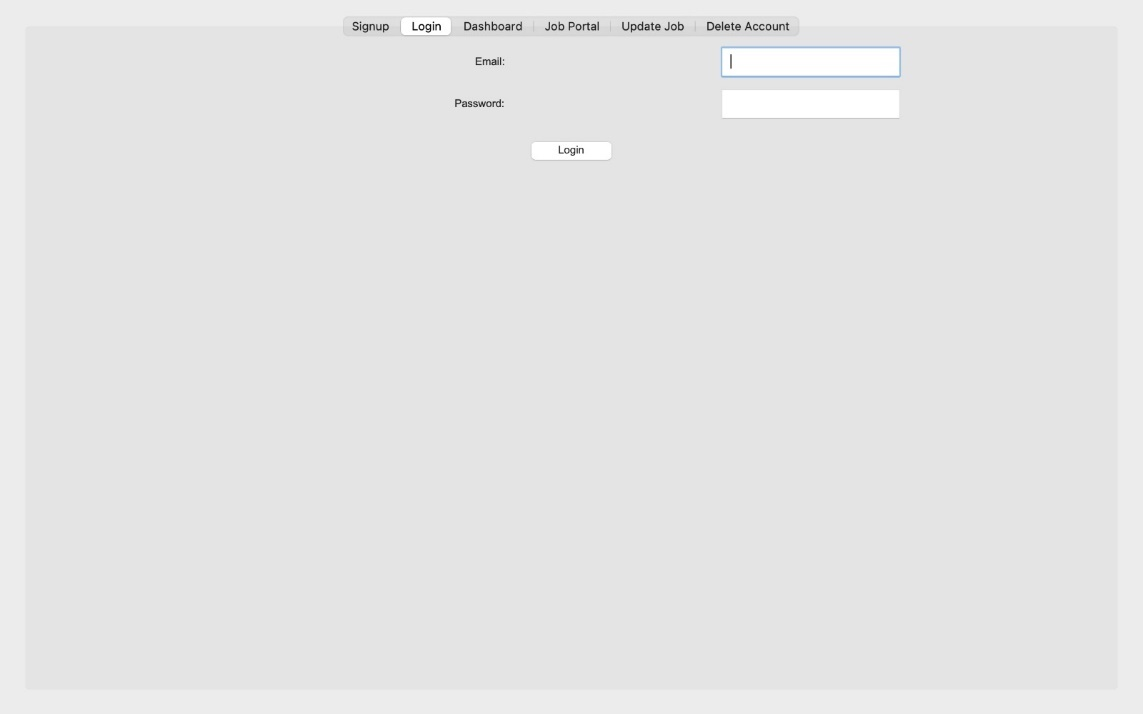 Signup Login Dashboard Job Portal Update Job Delete Account
Email:
Password:
Login